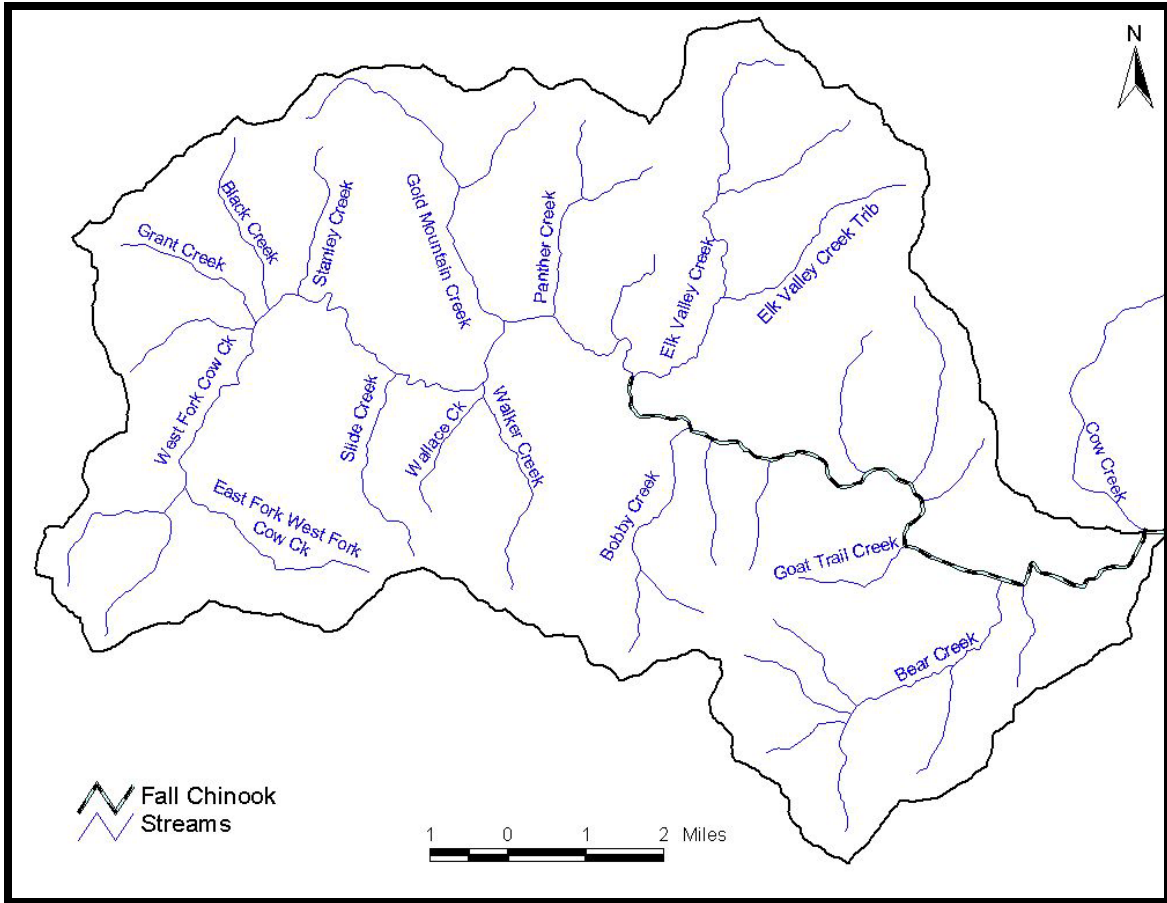 N
Black Creek
Stanley Creek
Grant Creek
Gold Mountain Creek
Panther Creek
Elk Valley Creek
Elk Valley Creek Trib
West Fork Cow Ck
Slide Creek
Wallace Ck
Walker Creek
Cow Creek
East Fork West Fork
Cow Ck
Bobby Creek
Goat Trail Creek
Bear Creek
Fall Chinook
Streams
1 0 1 2 Miles